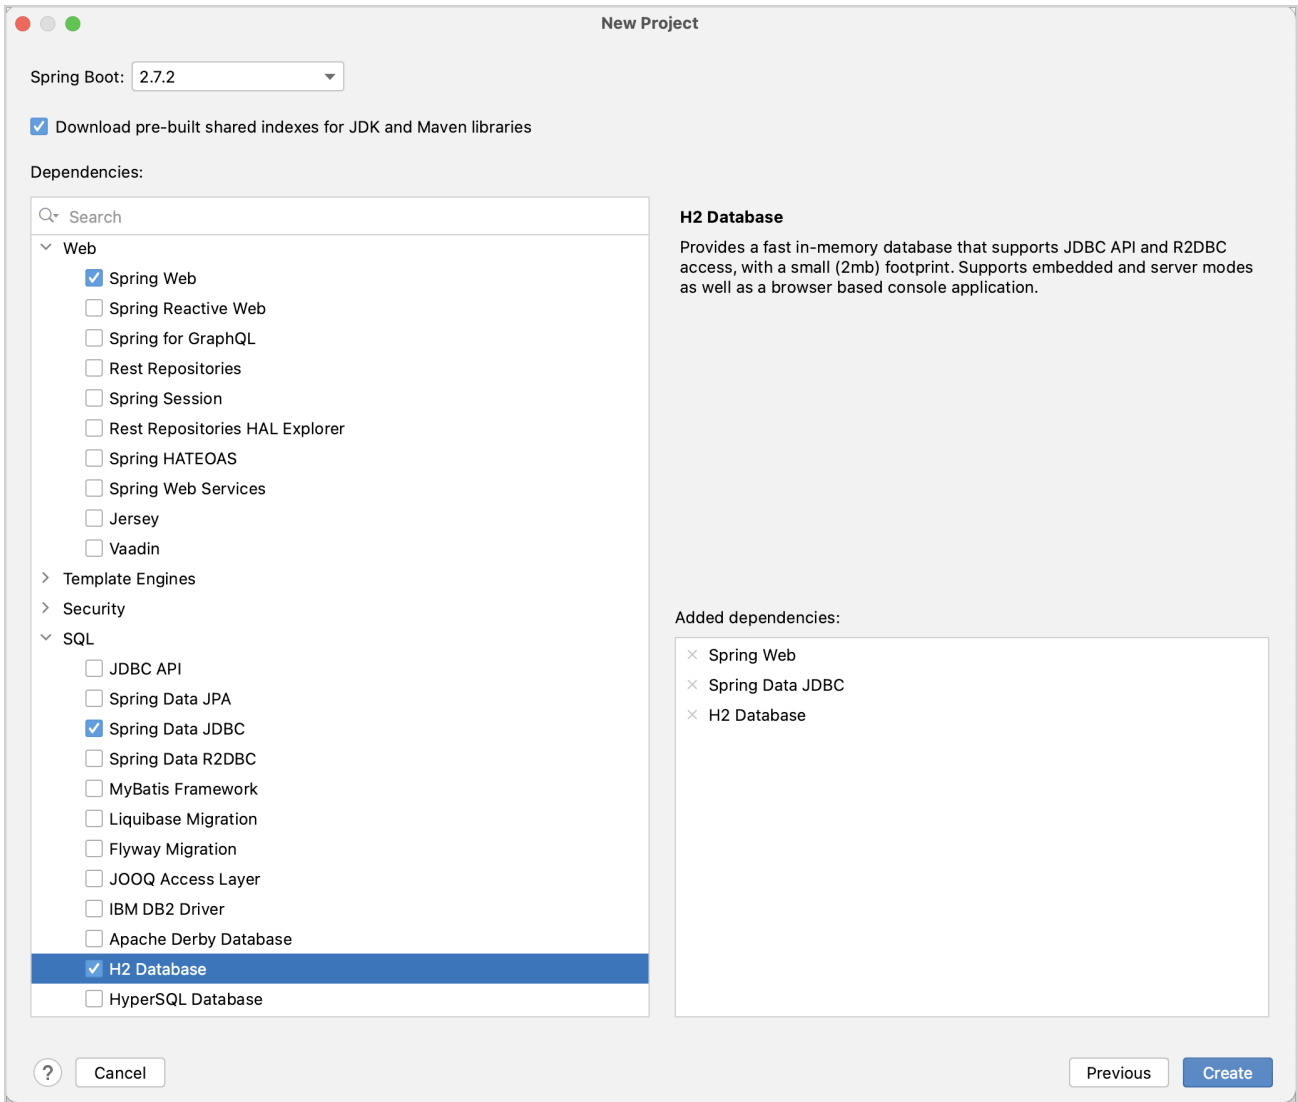 New Project
Spring Boot: 2.7.2
Download pre-built shared indexes for JDK and Maven libraries
Dependencies:
Search
Web
Spring Web
Spring Reactive Web
Spring for GraphQL
Rest Repositories
Spring Session
Rest Repositories HAL Explorer
Spring HATEOAS
Spring Web Services
Jersey
Vaadin
Template Engines
Security
SQL
JDBC API
Spring Data JPA
Spring Data JDBC
Spring Data R2DBC
MyBatis Framework
Liquibase Migration
Flyway Migration
JOOQ Access Layer
IBM DB2 Driver
Apache Derby Database
H2 Database
HyperSQL Database
H2 Database
Provides a fast in-memory database that supports JDBC API and R2DBC
access, with a small (2mb) footprint. Supports embedded and server modes
as well as a browser based console application.
Added dependencies:
Spring Web
Spring Data JDBC
H2 Database
? Cancel Previous Create